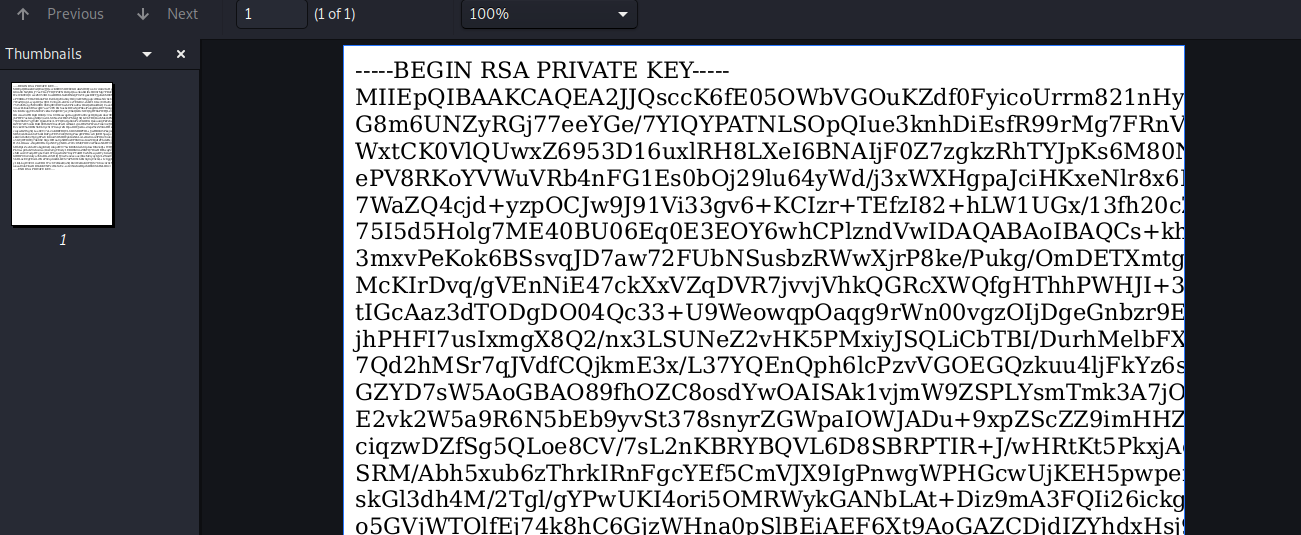 Previous Next 1 (1 of 1) 100%
Thumbnails
1
-----BEGIN RSA PRIVATE KEY-----
MIIEpQIBAAKCAQEA2JJQsccK6fE05OWbVGOuKZdf0FyicoUrrm821nHy
G8m6UNZyRGj77eeYGe/7YIQYPATNLSOpQIue3knhDiEsfR99rMg7FRnV
WxtCK0VlQUwxZ6953D16uxlRH8LXeI6BNAIjF0Z7zgkzRhTYJpKs6M80N
ePV8RKoYVWuVRb4nFG1Es0bOj29lu64yWd/j3xWXHgpaJciHKxeNlr8x6
7WaZQ4cjd+yzpOCJw9J91Vi33gv6+KCIzr+TEfzI82+hLW1UGx/13fh20c
75I5d5Holg7ME40BU06Eq0E3EOY6whCPlzndVwIDAQABAoIBAQCs+kh
3mxvPeKok6BSsvqJD7aw72FUbNSusbzRWwXjrP8ke/Pukg/OmDETXmtg
McKIrDvq/gVEnNiE47ckXxVZqDVR7jvvjVhkQGRcXWQfgHThhPWHJI+3
tIGcAaz3dTODgDO04Qc33+U9WeowqpOaqg9rWn00vgzOIjDgeGnbzr9E
jhPHFI7usIxmgX8Q2/nx3LSUNeZ2vHK5PMxiyJSQLiCbTBI/DurhMelbFX
7Qd2hMSr7qJVdfCQjkmE3x/L37YQEnQph6lcPzvVGOEGQzkuu4ljFkYz6s
GZYD7sW5AoGBAO89fhOZC8osdYwOAISAk1vjmW9ZSPLYsmTmk3A7jO
E2vk2W5a9R6N5bEb9yvSt378snyrZGWpaIOWJADu+9xpZScZZ9imHHZ
ciqzwDZfSg5QLoe8CV/7sL2nKBRYBQVL6D8SBRPTIR+J/wHRtKt5PkxjA
SRM/Abh5xub6zThrkIRnFgcYEf5CmVJX9IgPnwgWPHGcwUjKEH5pwpe
skGl3dh4M/2Tgl/gYPwUKI4ori5OMRWykGANbLAt+Diz9mA3FQIi26ickg
o5GVjWTOlfEj74k8hC6GjzWHna0pSlBEiAEF6Xt9AoGAZCDjdIZYhdxHsj